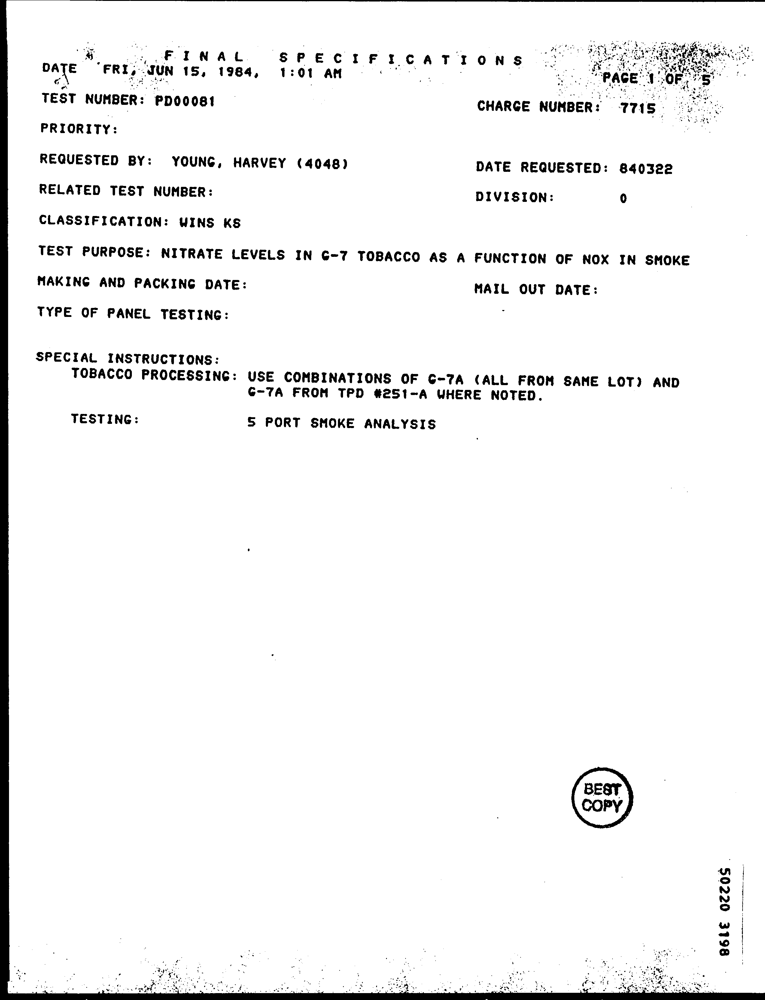 F I N A L   S P E C I F I C A T I O N S
DATE FRI, JUN 15, 1984, 1:01 AM
PAGE 1 OF 5
TEST NUMBER: PD00081
CHARGE NUMBER: 7715
PRIORITY:
REQUESTED BY: YOUNG, HARVEY (4048)
DATE REQUESTED: 840322
RELATED TEST NUMBER:
DIVISION: 0
CLASSIFICATION: WINS KS
TEST PURPOSE: NITRATE LEVELS IN G-7 TOBACCO AS A FUNCTION OF NOX IN SMOKE
MAKING AND PACKING DATE:
MAIL OUT DATE:
TYPE OF PANEL TESTING:
SPECIAL INSTRUCTIONS:
TOBACCO PROCESSING: USE COMBINATIONS OF G-7A (ALL FROM SAME LOT) AND
G-7A FROM TPD #251-A WHERE NOTED.
TESTING: 5 PORT SMOKE ANALYSIS
BEST
COPY
50220 3198